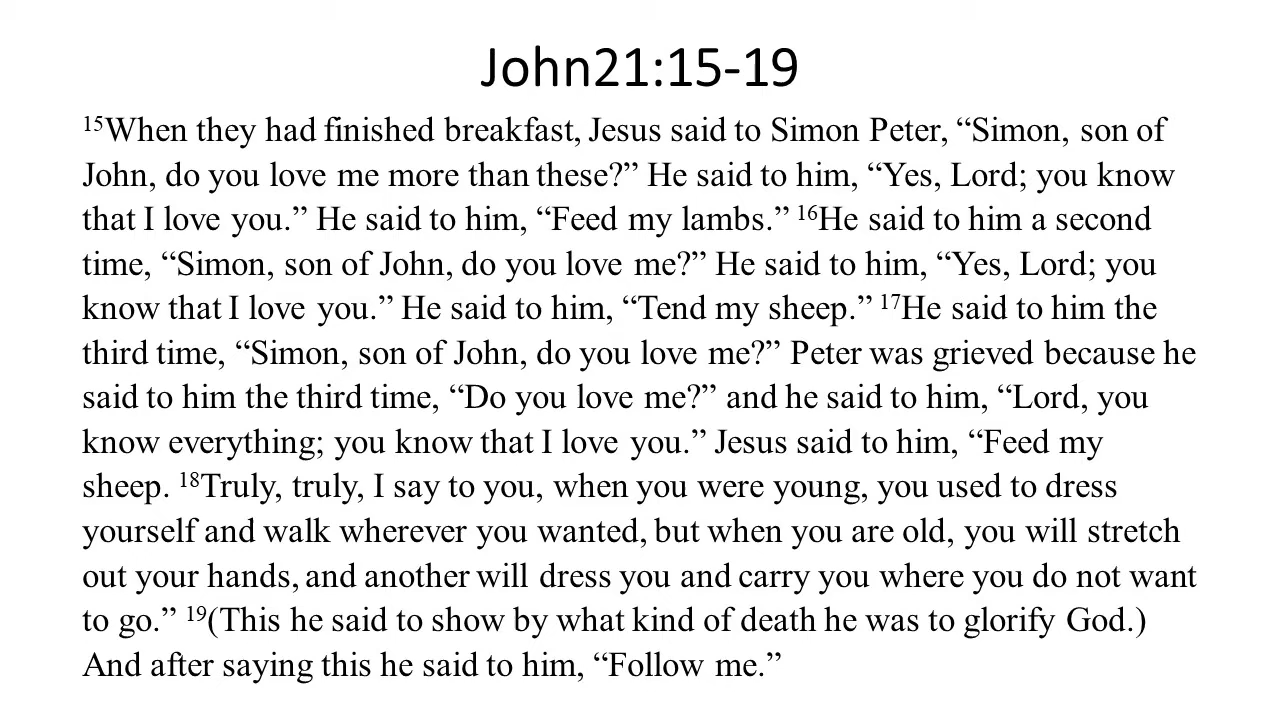 John21:15-19
¹⁵When they had finished breakfast, Jesus said to Simon Peter, “Simon, son of
John, do you love me more than these?” He said to him, “Yes, Lord; you know
that I love you.” He said to him, “Feed my lambs.” ¹⁶He said to him a second
time, “Simon, son of John, do you love me?” He said to him, “Yes, Lord; you
know that I love you.” He said to him, “Tend my sheep.” ¹⁷He said to him the
third time, “Simon, son of John, do you love me?” Peter was grieved because he
said to him the third time, “Do you love me?” and he said to him, “Lord, you
know everything; you know that I love you.” Jesus said to him, “Feed my
sheep. ¹⁸Truly, truly, I say to you, when you were young, you used to dress
yourself and walk wherever you wanted, but when you are old, you will stretch
out your hands, and another will dress you and carry you where you do not want
to go.” ¹⁹(This he said to show by what kind of death he was to glorify God.)
And after saying this he said to him, “Follow me.”